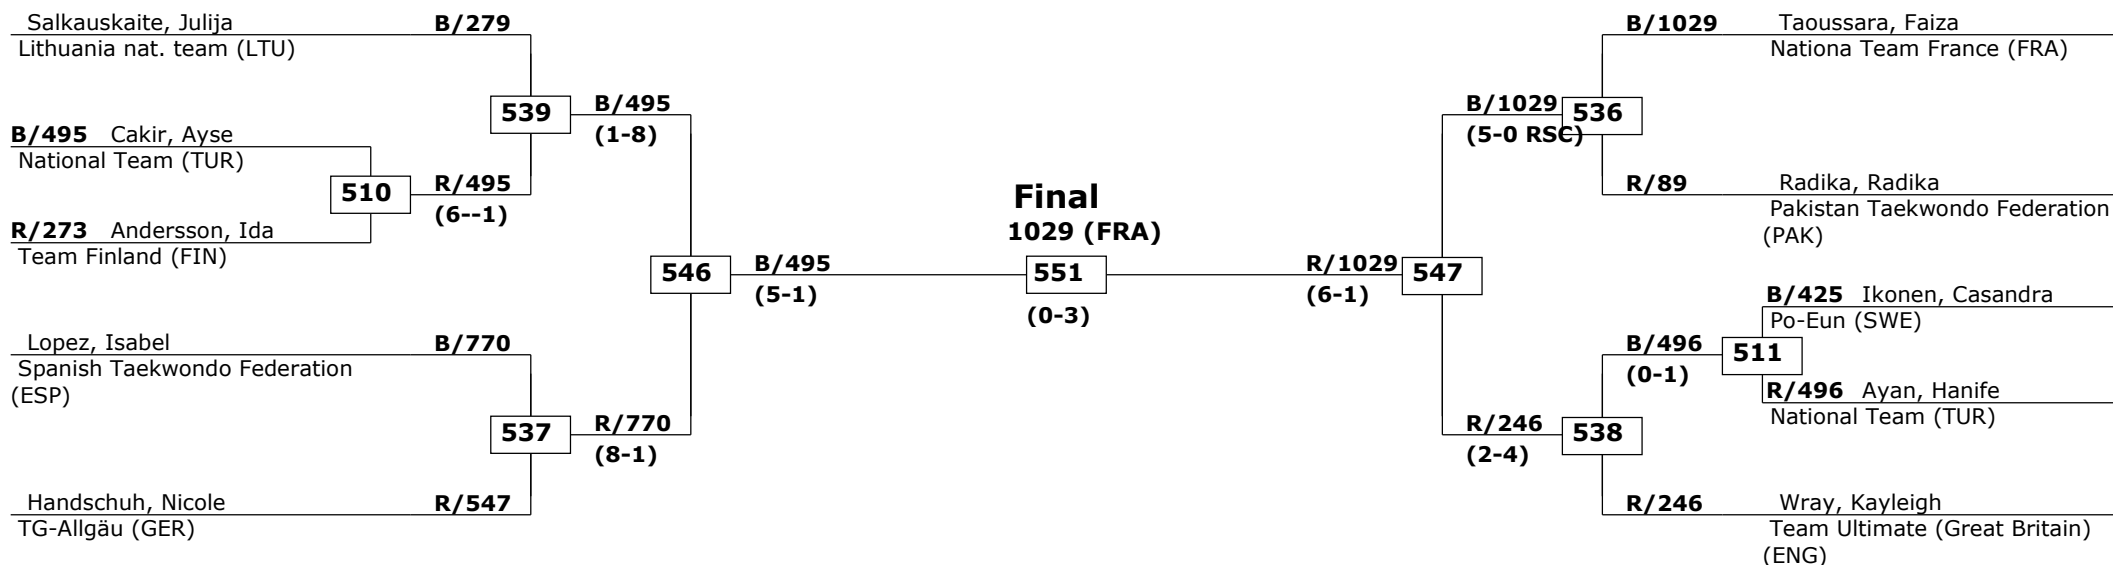 Salkauskaite, Julija B/279
Lithuania nat. team (LTU)
539
B/495
(1-8)
B/495 Cakir, Ayse
National Team (TUR)
510
R/495
(6--1)
R/273 Andersson, Ida
Team Finland (FIN)
546
B/495
(5-1)
Lopez, Isabel B/770
Spanish Taekwondo Federation
(ESP)
537
R/770
(8-1)
Handschuh, Nicole R/547
TG-Allgäu (GER)
Final
1029 (FRA)
551
(0-3)
B/1029 Taoussara, Faiza
Nationa Team France (FRA)
B/1029
(5-0 RSC)
536
R/89 Radika, Radika
Pakistan Taekwondo Federation
(PAK)
R/1029
(6-1)
547
B/425 Ikonen, Casandra
Po-Eun (SWE)
B/496
(0-1)
511
R/496 Ayan, Hanife
National Team (TUR)
R/246
(2-4)
538
R/246 Wray, Kayleigh
Team Ultimate (Great Britain)
(ENG)